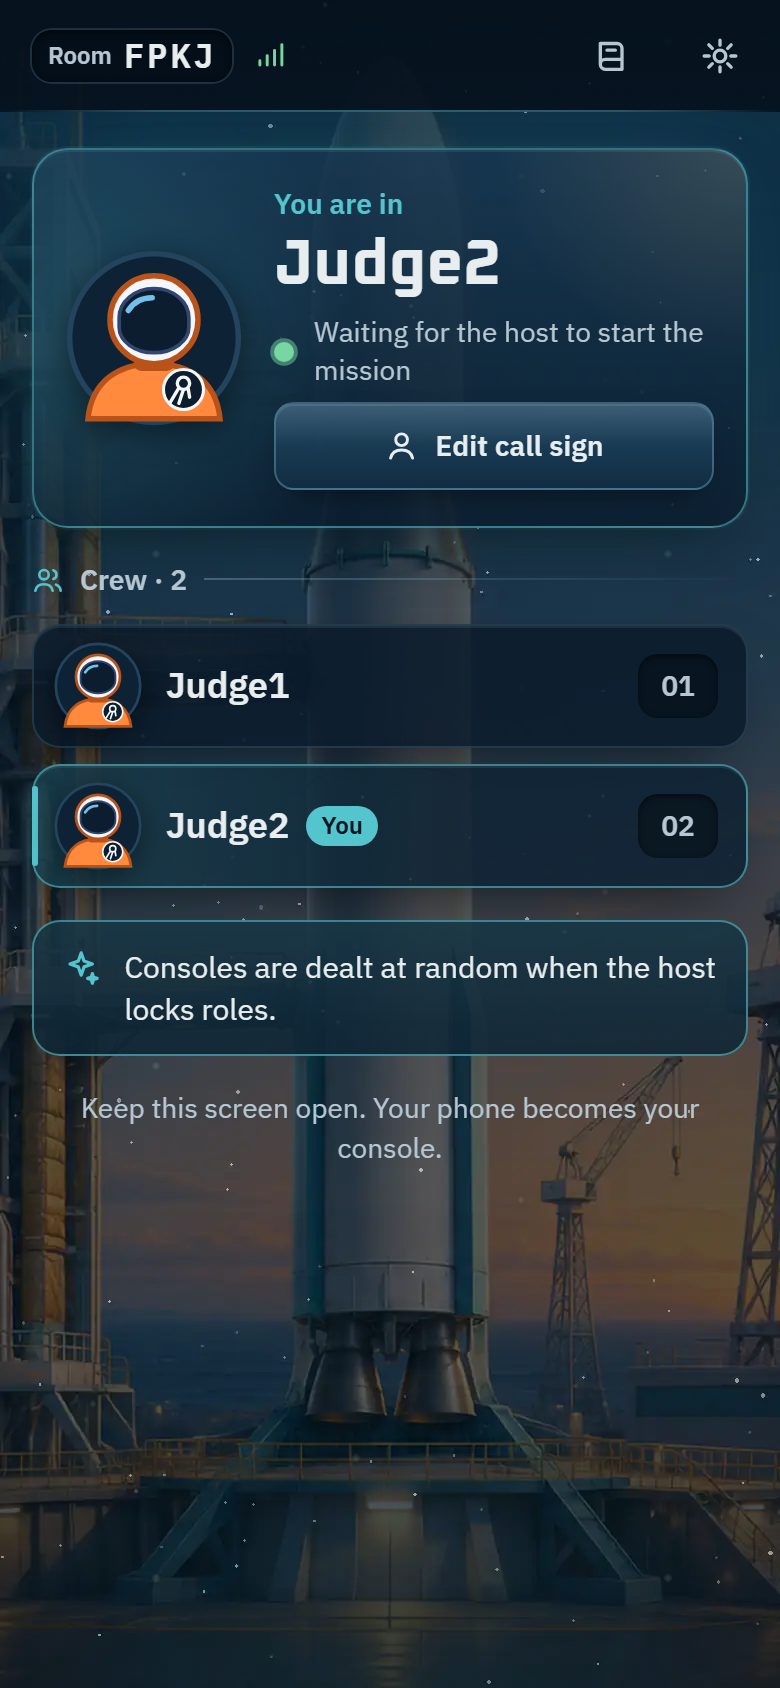 Room FPKJ
You are in
Judge2
Waiting for the host to start the
mission
Edit call sign
Crew · 2
Judge1
01
Judge2 You
02
Consoles are dealt at random when the host
locks roles.
Keep this screen open. Your phone becomes your
console.